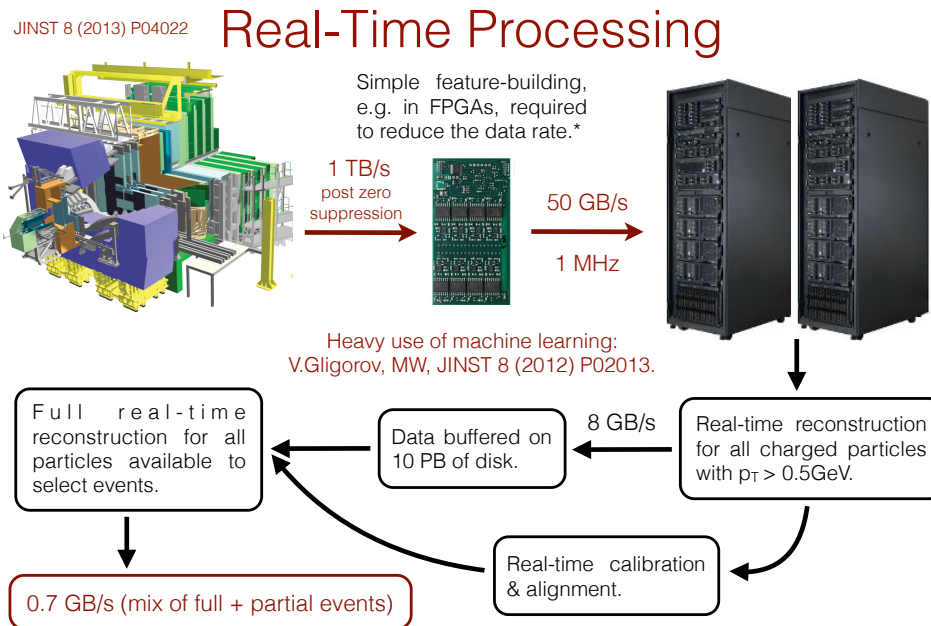 JINST 8 (2013) P04022
Real-Time Processing
Simple feature-building,
e.g. in FPGAs, required
to reduce the data rate.*
1 TB/s
post zero
suppression
50 GB/s
1 MHz
Heavy use of machine learning:
V.Gligorov, MW, JINST 8 (2012) P02013.
Full real-time
reconstruction for all
particles available to
select events.
Data buffered on
10 PB of disk.
8 GB/s
Real-time reconstruction
for all charged particles
with pT > 0.5GeV.
Real-time calibration
& alignment.
0.7 GB/s (mix of full + partial events)